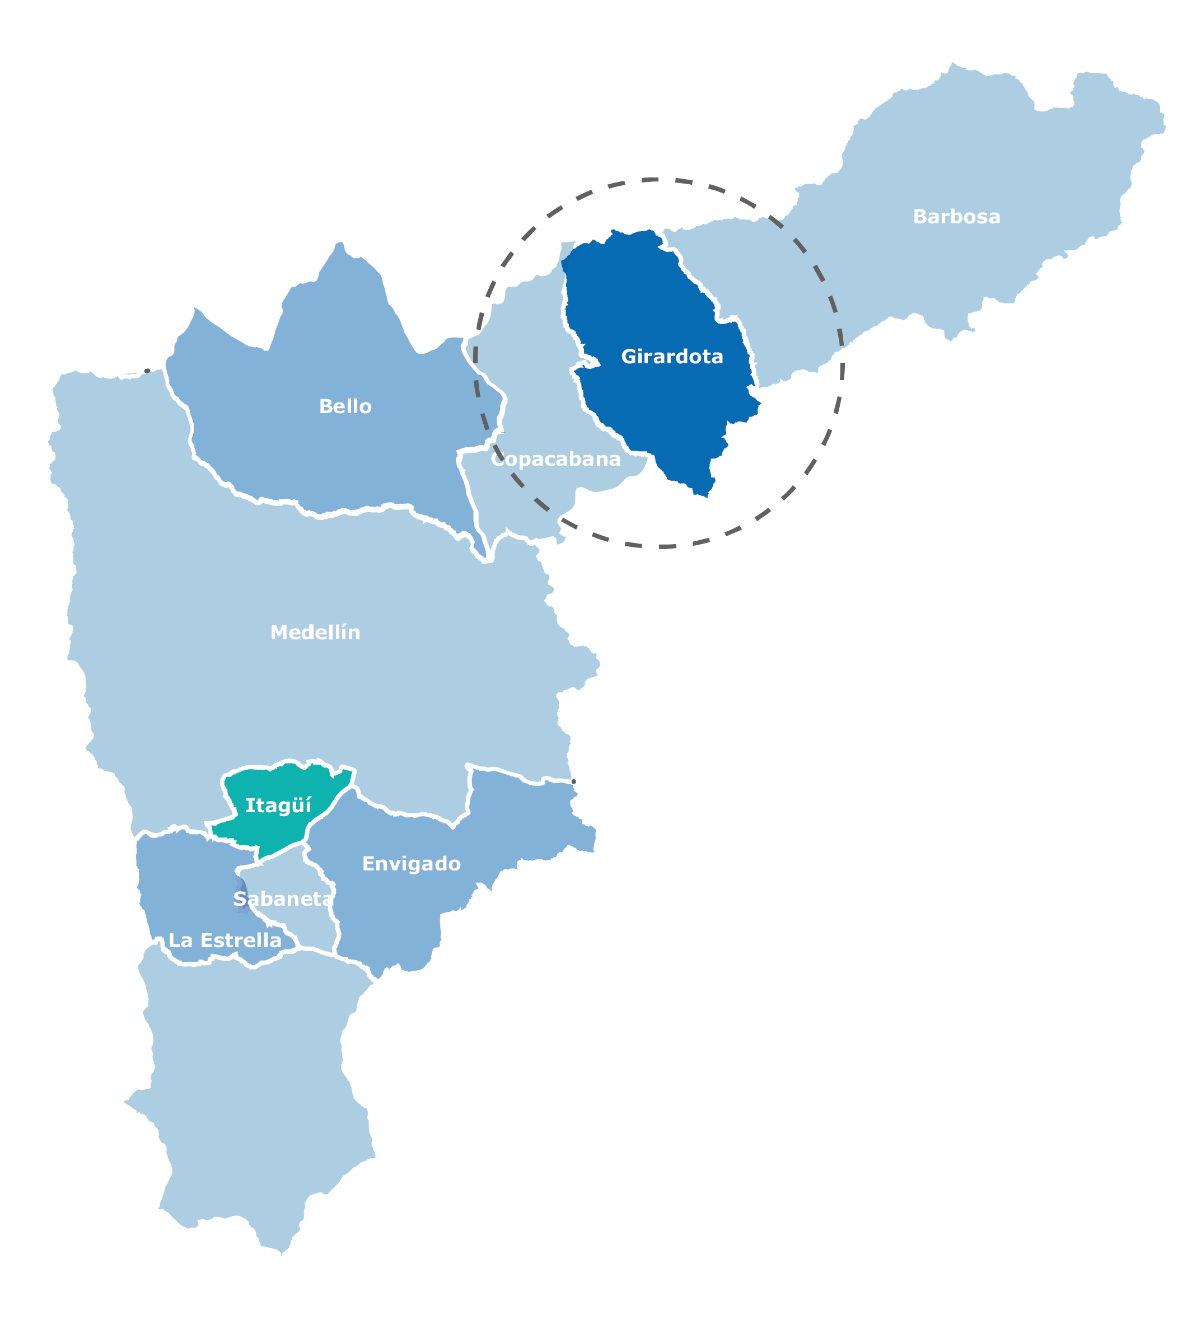 Barbosa
Girardota
Bello
Copacabana
Medellín
Itagüí
Envigado
Sabaneta
La Estrella